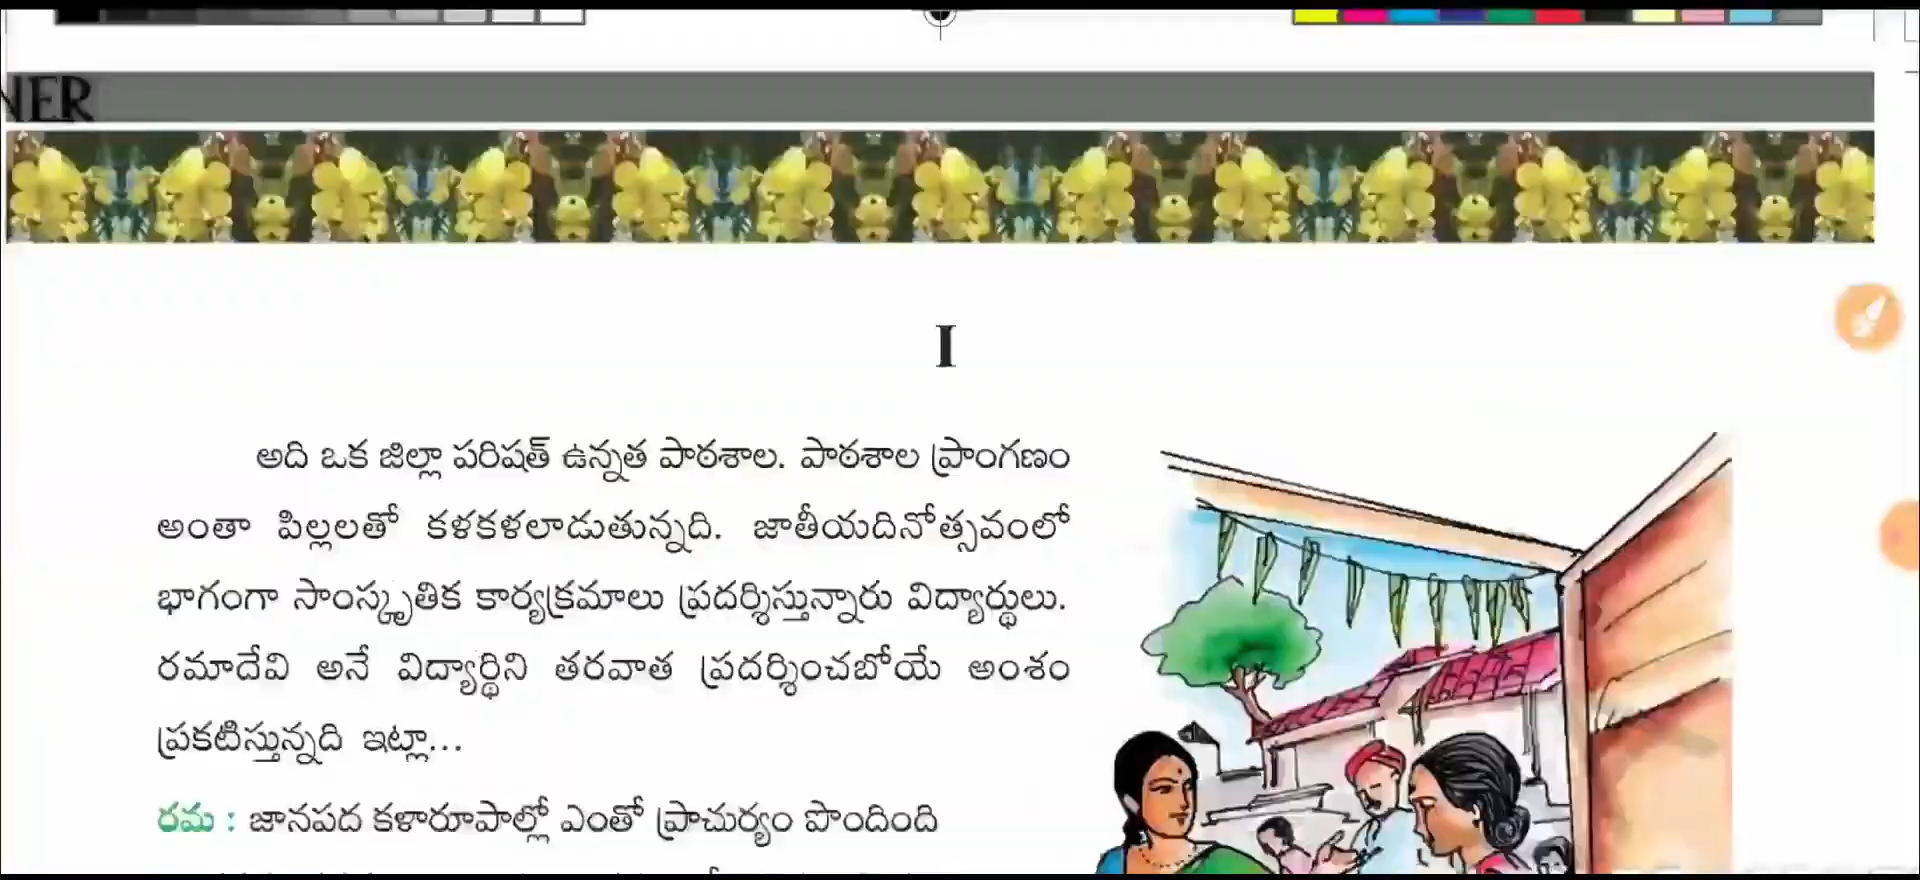 NER
I
అది ఒక జిల్లా పరిషత్ ఉన్నత పాఠశాల. పాఠశాల ప్రాంగణం
అంతా పిల్లలతో కళకళలాడుతున్నది. జాతీయదినోత్సవంలో
భాగంగా సాంస్కృతిక కార్యక్రమాలు ప్రదర్శిస్తున్నారు విద్యార్థులు.
రమాదేవి అనే విద్యార్థిని తరవాత ప్రదర్శించబోయే అంశం
ప్రకటిస్తున్నది ఇట్లా...
రమ : జానపద కళారూపాల్లో ఎంతో ప్రాచుర్యం పొందింది